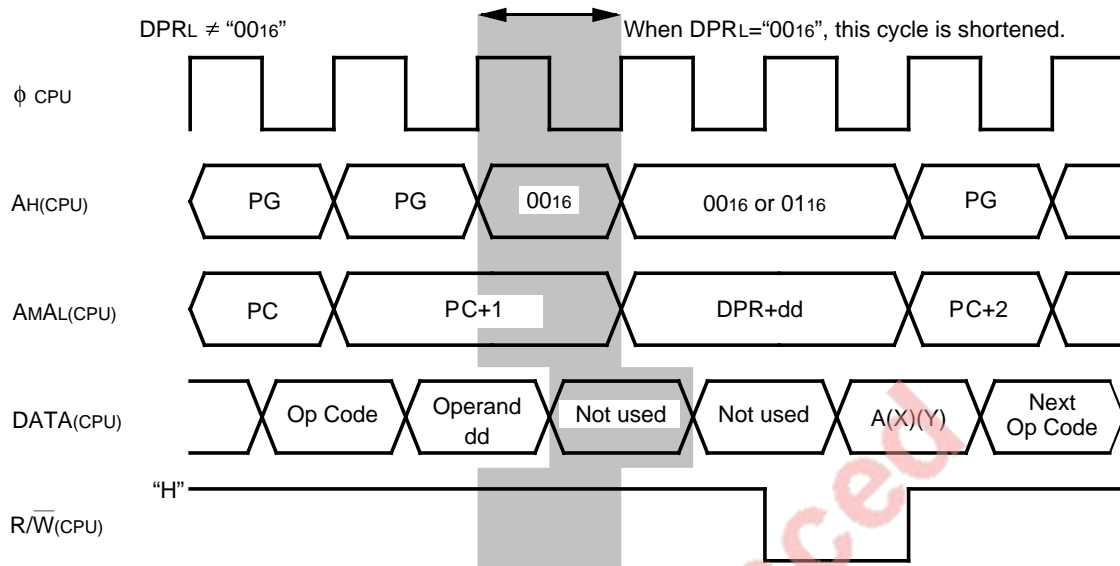 DPRL ≠ “0016” When DPRL=“0016”, this cycle is shortened.
ϕ CPU
AH(CPU) PG PG 0016 0016 or 0116 PG
AMAL(CPU) PC PC+1 DPR+dd PC+2
DATA(CPU) Op Code Operand dd Not used Not used A(X)(Y) Next Op Code
“H”
R/W̅(CPU)